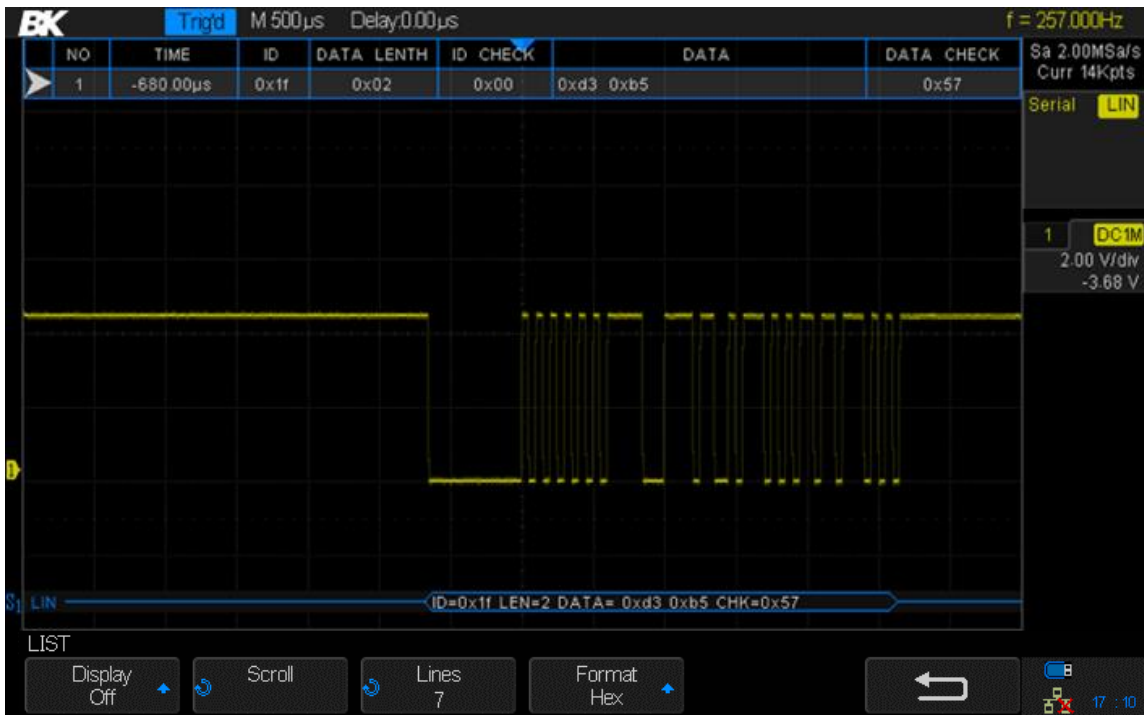 BK Trig'd M 500µs Delay:0.00µs f = 257.000Hz
NO TIME ID DATA LENTH ID CHECK DATA DATA CHECK
1 -680.00µs 0x1f 0x02 0x00 0xd3 0xb5 0x57
Sa 2.00MSa/s
Curr 14Kpts
Serial LIN
1 DC1M
2.00 V/div
-3.68 V
1
S1 LIN ID=0x1f LEN=2 DATA= 0xd3 0xb5 CHK=0x57
LIST
Display Scroll Lines Format
Off 7 Hex
17 : 10